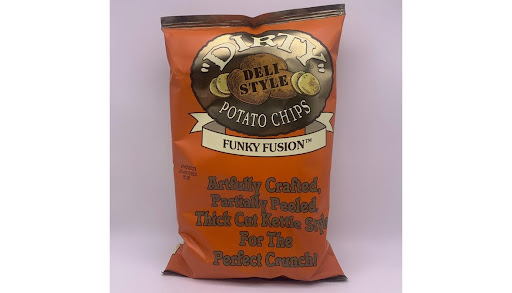 "DIRTY"
DELI
STYLE
POTATO CHIPS
FUNKY FUSION™
Artfully Crafted,
Partially Peeled,
Thick Cut Kettle Style
For The
Perfect Crunch!